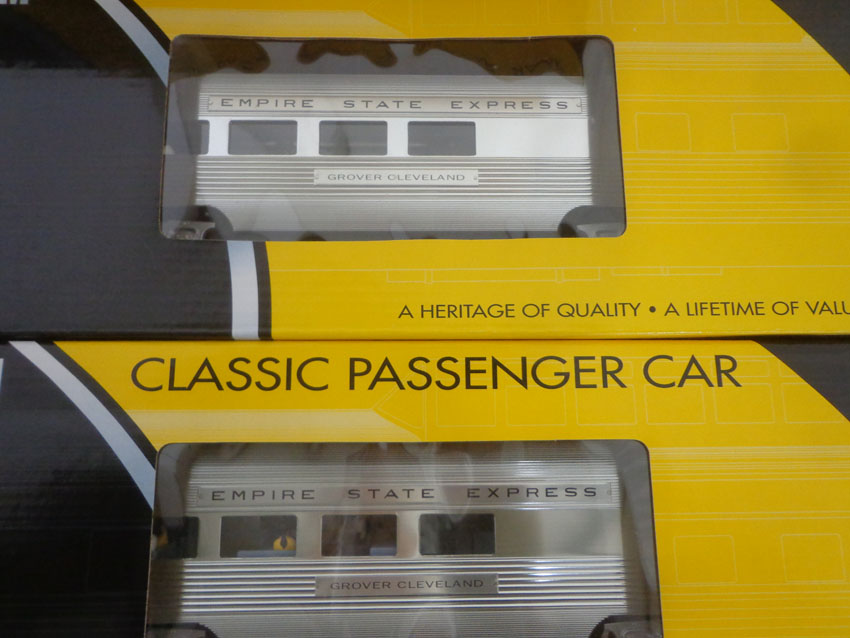 EMPIRE STATE EXPRESS
GROVER CLEVELAND
A HERITAGE OF QUALITY • A LIFETIME OF VALU
CLASSIC PASSENGER CAR
EMPIRE STATE EXPRESS
GROVER CLEVELAND